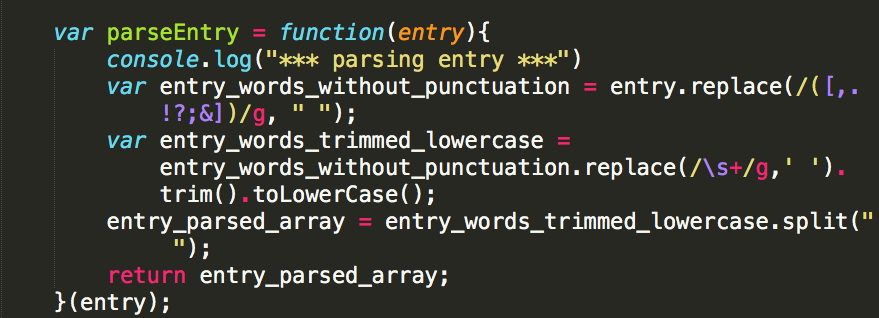 var parseEntry = function(entry){
console.log("*** parsing entry ***")
var entry_words_without_punctuation = entry.replace(/([,.
!?;&])/g, " ");
var entry_words_trimmed_lowercase =
entry_words_without_punctuation.replace(/\s+/g,' ').
trim().toLowerCase();
entry_parsed_array = entry_words_trimmed_lowercase.split("
");
return entry_parsed_array;
}(entry);